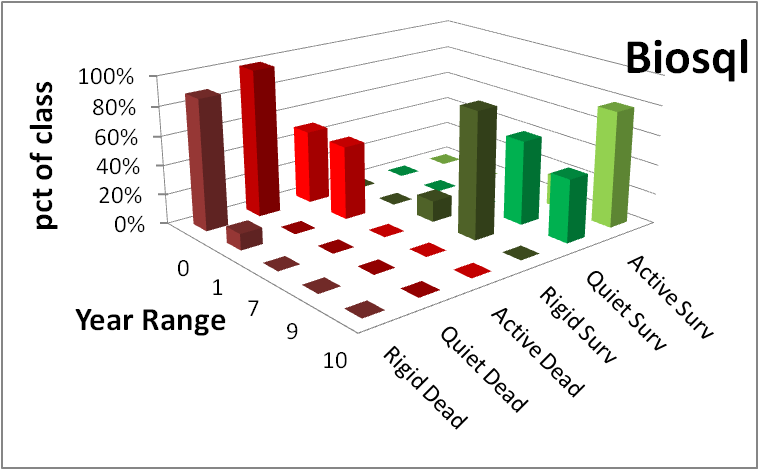 Biosql
pct of class
100%
80%
60%
40%
20%
0%
0
1
7
9
10
Year Range
Rigid Dead
Quiet Dead
Active Dead
Rigid Surv
Quiet Surv
Active Surv